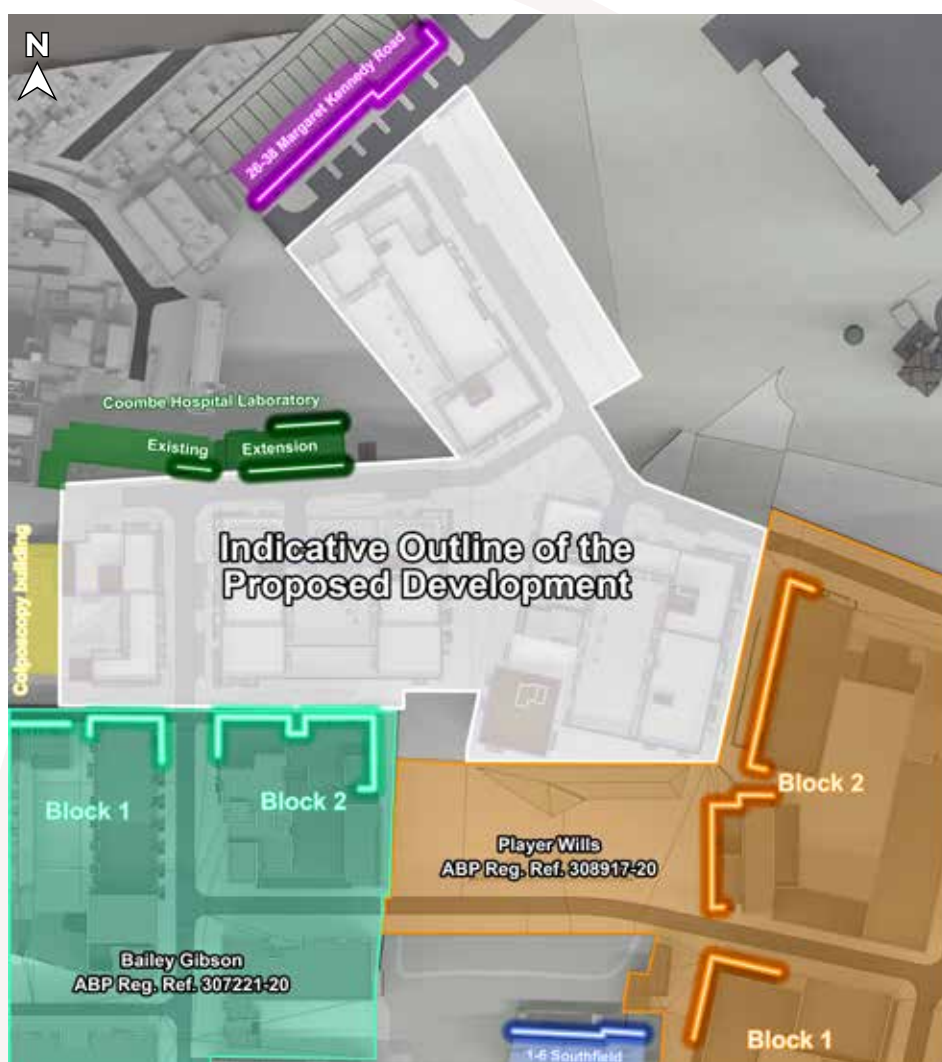 N
26-38 Margaret Kennedy Road
Coombe Hospital Laboratory
Existing
Extension
Indicative Outline of the
Proposed Development
Colposcopy building
Block 2
Block 1
Block 2
Player Wills
ABP Reg. Ref. 308917-20
Bailey Gibson
ABP Reg. Ref. 307221-20
Block 1
1-6 Southfield